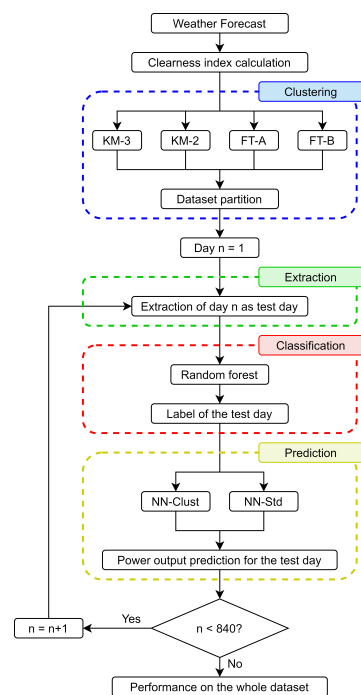 Weather Forecast
Clearness index calculation
Clustering
KM-3
KM-2
FT-A
FT-B
Dataset partition
Day n = 1
Extraction
Extraction of day n as test day
Classification
Random forest
Label of the test day
Prediction
NN-Clust
NN-Std
Power output prediction for the test day
Yes
n = n+1
n < 840?
No
Performance on the whole dataset